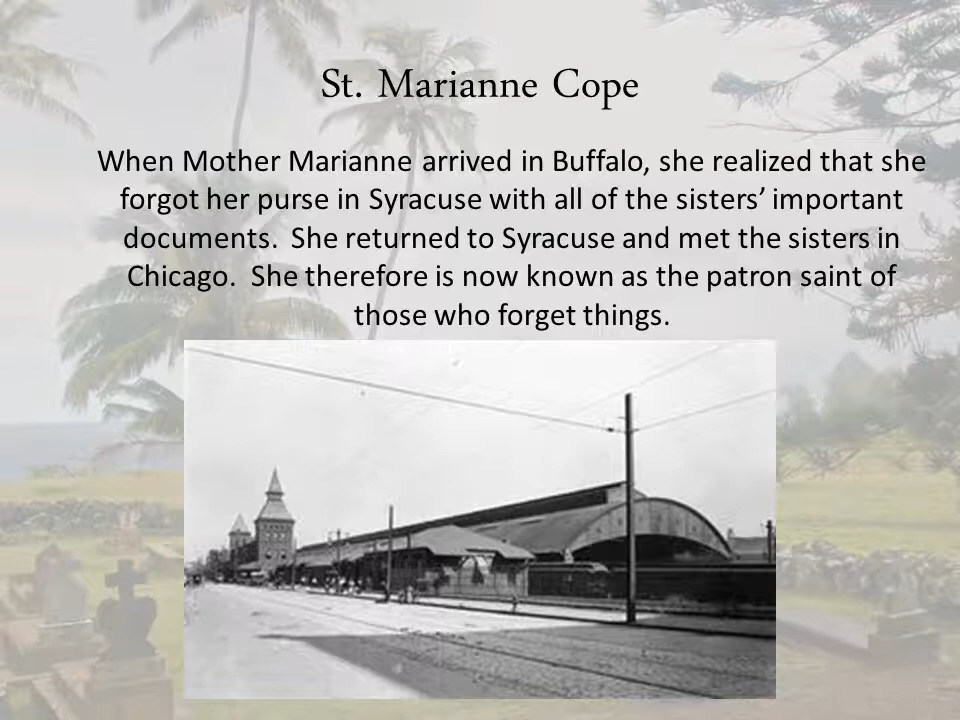 St. Marianne Cope
When Mother Marianne arrived in Buffalo, she realized that she
forgot her purse in Syracuse with all of the sisters’ important
documents.  She returned to Syracuse and met the sisters in
Chicago.  She therefore is now known as the patron saint of
those who forget things.